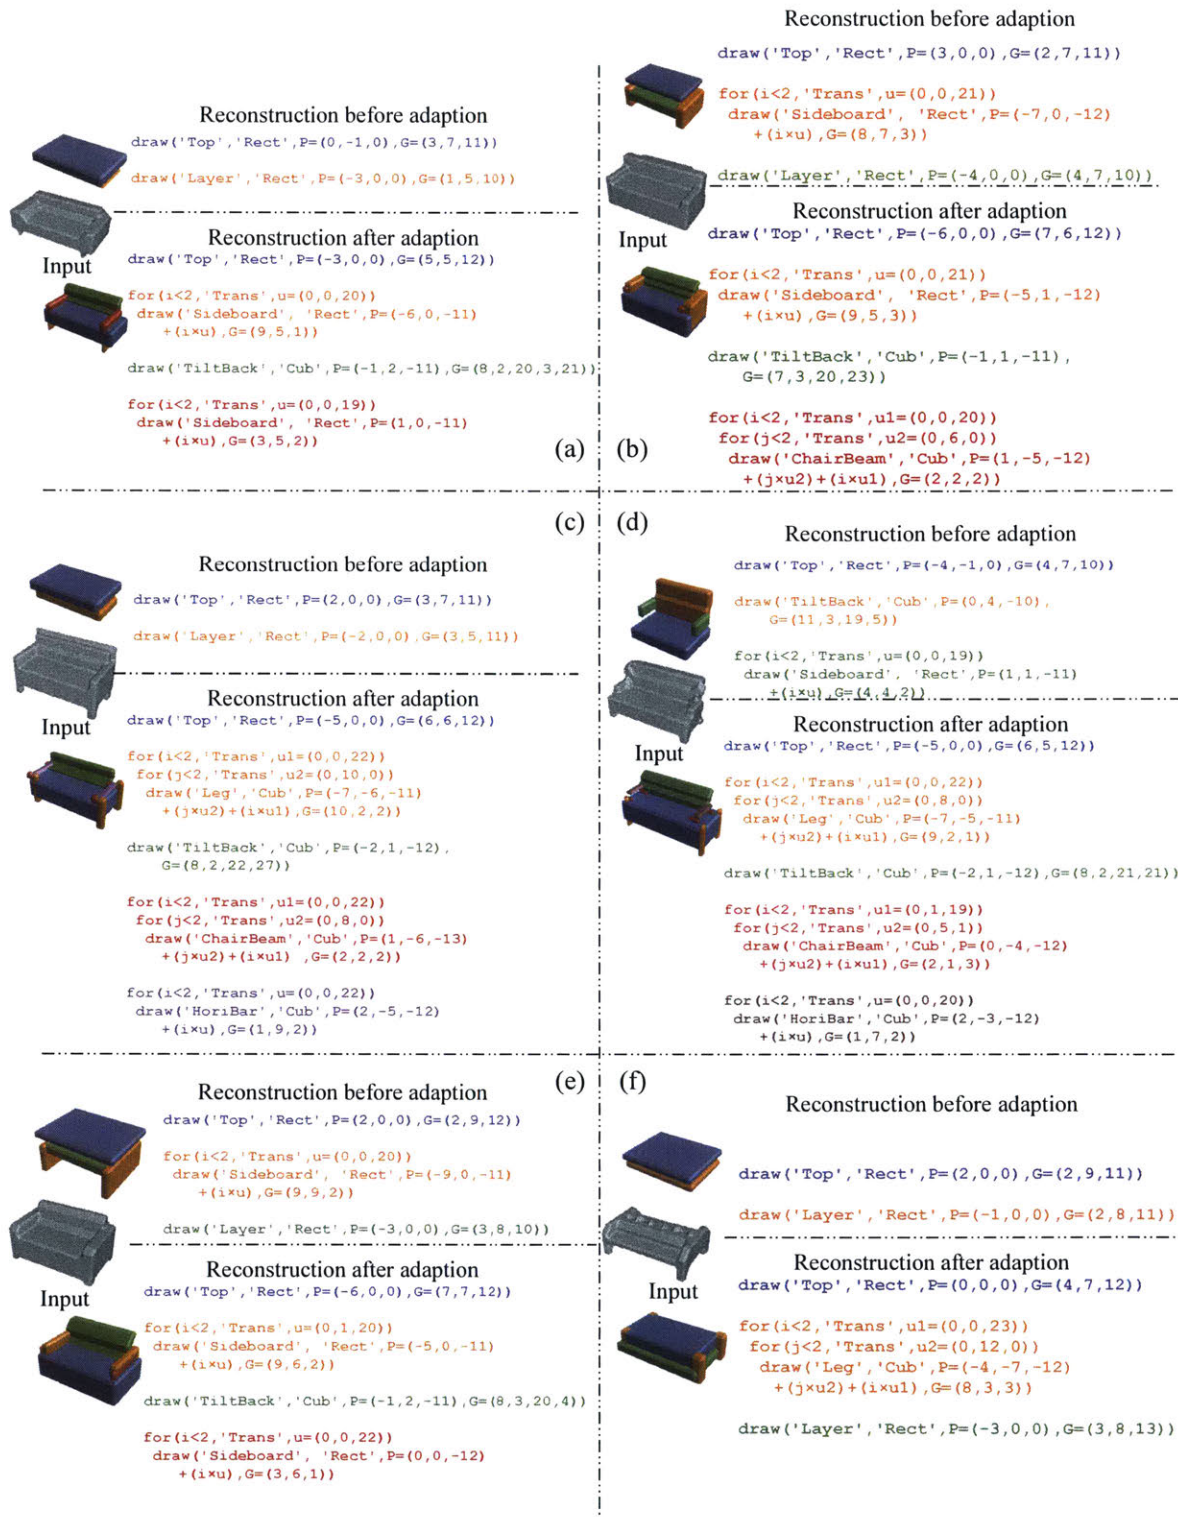 Reconstruction before adaption
draw('Top','Rect',P=(0,-1,0),G=(3,7,11))
draw('Layer','Rect',P=(-3,0,0),G=(1,5,10))
Input
Reconstruction after adaption
draw('Top','Rect',P=(-3,0,0),G=(5,5,12))
for(i<2,'Trans',u=(0,0,20))
draw('Sideboard', 'Rect',P=(-6,0,-11)
+(i×u),G=(9,5,1))
draw('TiltBack','Cub',P=(-1,2,-11),G=(8,2,20,3,21))
for(i<2,'Trans',u=(0,0,19))
draw('Sideboard', 'Rect',P=(1,0,-11)
+(i×u),G=(3,5,2))
(a)
(b)
Reconstruction before adaption
draw('Top','Rect',P=(3,0,0),G=(2,7,11))
for(i<2,'Trans',u=(0,0,21))
draw('Sideboard', 'Rect',P=(-7,0,-12)
+(i×u),G=(8,7,3))
draw('Layer','Rect',P=(-4,0,0),G=(4,7,10))
Input
Reconstruction after adaption
draw('Top','Rect',P=(-6,0,0),G=(7,6,12))
for(i<2,'Trans',u=(0,0,21))
draw('Sideboard', 'Rect',P=(-5,1,-12)
+(i×u),G=(9,5,3))
draw('TiltBack','Cub',P=(-1,1,-11),
G=(7,3,20,23))
for(i<2,'Trans',u1=(0,0,20))
for(j<2,'Trans',u2=(0,6,0))
draw('ChairBeam','Cub',P=(1,-5,-12)
+(j×u2)+(i×u1),G=(2,2,2))
(c)
Reconstruction before adaption
draw('Top','Rect',P=(2,0,0),G=(3,7,11))
draw('Layer','Rect',P=(-2,0,0),G=(3,5,11))
Input
Reconstruction after adaption
draw('Top','Rect',P=(-5,0,0),G=(6,6,12))
for(i<2,'Trans',u1=(0,0,22))
for(j<2,'Trans',u2=(0,10,0))
draw('Leg','Cub',P=(-7,-6,-11)
+(j×u2)+(i×u1),G=(10,2,2))
draw('TiltBack','Cub',P=(-2,1,-12),
G=(8,2,22,27))
for(i<2,'Trans',u1=(0,0,22))
for(j<2,'Trans',u2=(0,8,0))
draw('ChairBeam','Cub',P=(1,-6,-13)
+(j×u2)+(i×u1) ,G=(2,2,2))
for(i<2,'Trans',u=(0,0,22))
draw('HoriBar','Cub',P=(2,-5,-12)
+(i×u),G=(1,9,2))
(d)
Reconstruction before adaption
draw('Top','Rect',P=(-4,-1,0),G=(4,7,10))
draw('TiltBack','Cub',P=(0,4,-10),
G=(11,3,19,5))
for(i<2,'Trans',u=(0,0,19))
draw('Sideboard', 'Rect',P=(1,1,-11)
+(i×u),G=(4,4,2))
Input
Reconstruction after adaption
draw('Top','Rect',P=(-5,0,0),G=(6,5,12))
for(i<2,'Trans',u1=(0,0,22))
for(j<2,'Trans',u2=(0,8,0))
draw('Leg','Cub',P=(-7,-5,-11)
+(j×u2)+(i×u1),G=(9,2,1))
draw('TiltBack','Cub',P=(-2,1,-12),G=(8,2,21,21))
for(i<2,'Trans',u1=(0,1,19))
for(j<2,'Trans',u2=(0,5,1))
draw('ChairBeam','Cub',P=(0,-4,-12)
+(j×u2)+(i×u1),G=(2,1,3))
for(i<2,'Trans',u=(0,0,20))
draw('HoriBar','Cub',P=(2,-3,-12)
+(i×u),G=(1,7,2))
(e)
Reconstruction before adaption
draw('Top','Rect',P=(2,0,0),G=(2,9,12))
for(i<2,'Trans',u=(0,0,20))
draw('Sideboard', 'Rect',P=(-9,0,-11)
+(i×u),G=(9,9,2))
draw('Layer','Rect',P=(-3,0,0),G=(3,8,10))
Input
Reconstruction after adaption
draw('Top','Rect',P=(-6,0,0),G=(7,7,12))
for(i<2,'Trans',u=(0,1,20))
draw('Sideboard', 'Rect',P=(-5,0,-11)
+(i×u),G=(9,6,2))
draw('TiltBack','Cub',P=(-1,2,-11),G=(8,3,20,4))
for(i<2,'Trans',u=(0,0,22))
draw('Sideboard', 'Rect',P=(0,0,-12)
+(i×u),G=(3,6,1))
(f)
Reconstruction before adaption
draw('Top','Rect',P=(2,0,0),G=(2,9,11))
draw('Layer','Rect',P=(-1,0,0),G=(2,8,11))
Input
Reconstruction after adaption
draw('Top','Rect',P=(0,0,0),G=(4,7,12))
for(i<2,'Trans',u1=(0,0,23))
for(j<2,'Trans',u2=(0,12,0))
draw('Leg','Cub',P=(-4,-7,-12)
+(j×u2)+(i×u1),G=(8,3,3))
draw('Layer','Rect',P=(-3,0,0),G=(3,8,13))